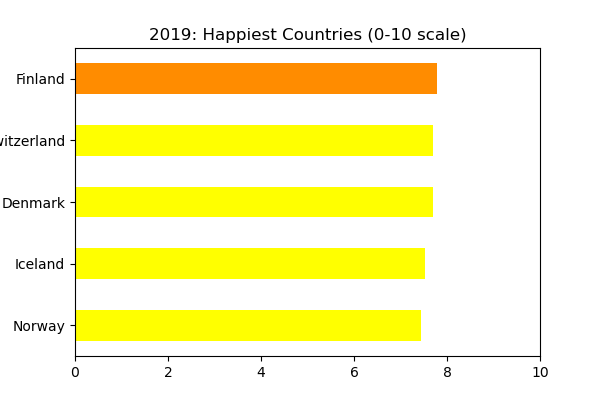 2019: Happiest Countries (0-10 scale)
Finland
witzerland
Denmark
Iceland
Norway
0 2 4 6 8 10